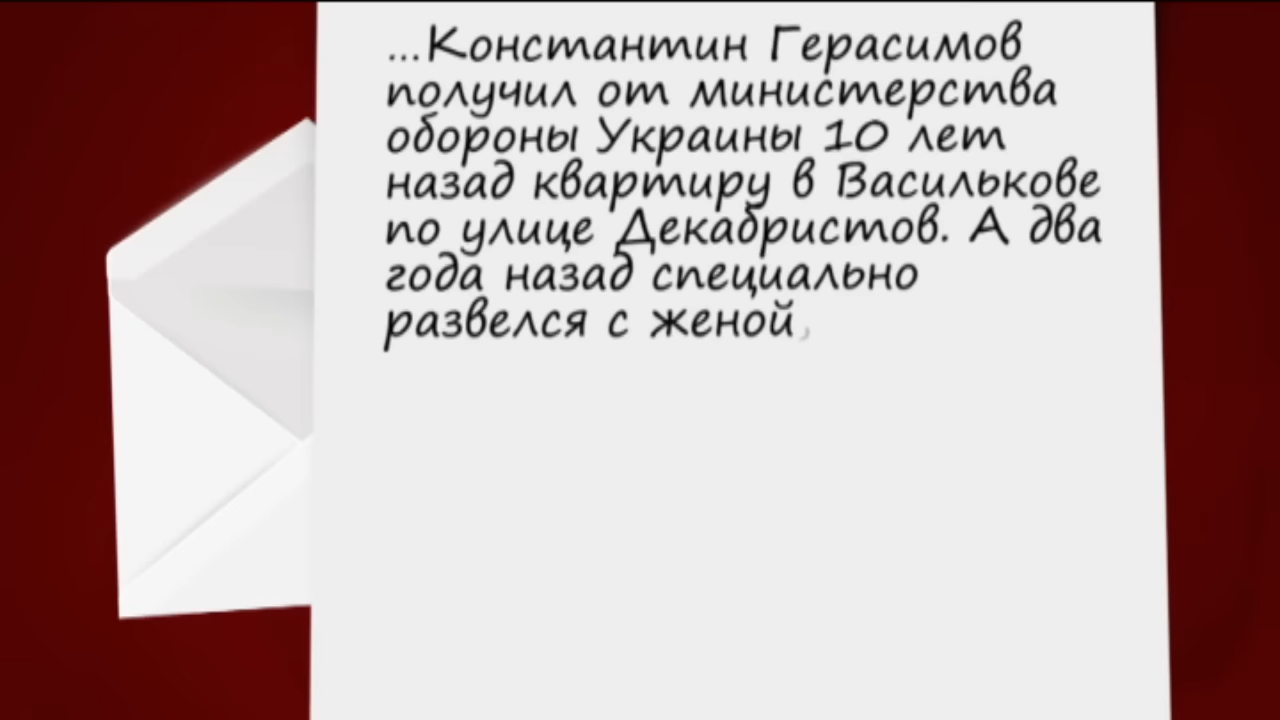 ...Константин Герасимов
получил от министерства
обороны Украины 10 лет
назад квартиру в Василькове
по улице Декабристов. А два
года назад специально
развелся с женой,